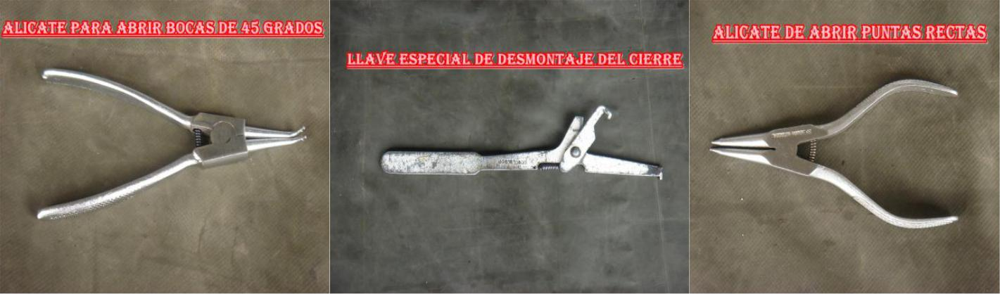 ALICATE PARA ABRIR BOCAS DE 45 GRADOS
LLAVE ESPECIAL DE DESMONTAJE DEL CIERRE
ALICATE DE ABRIR PUNTAS RECTAS